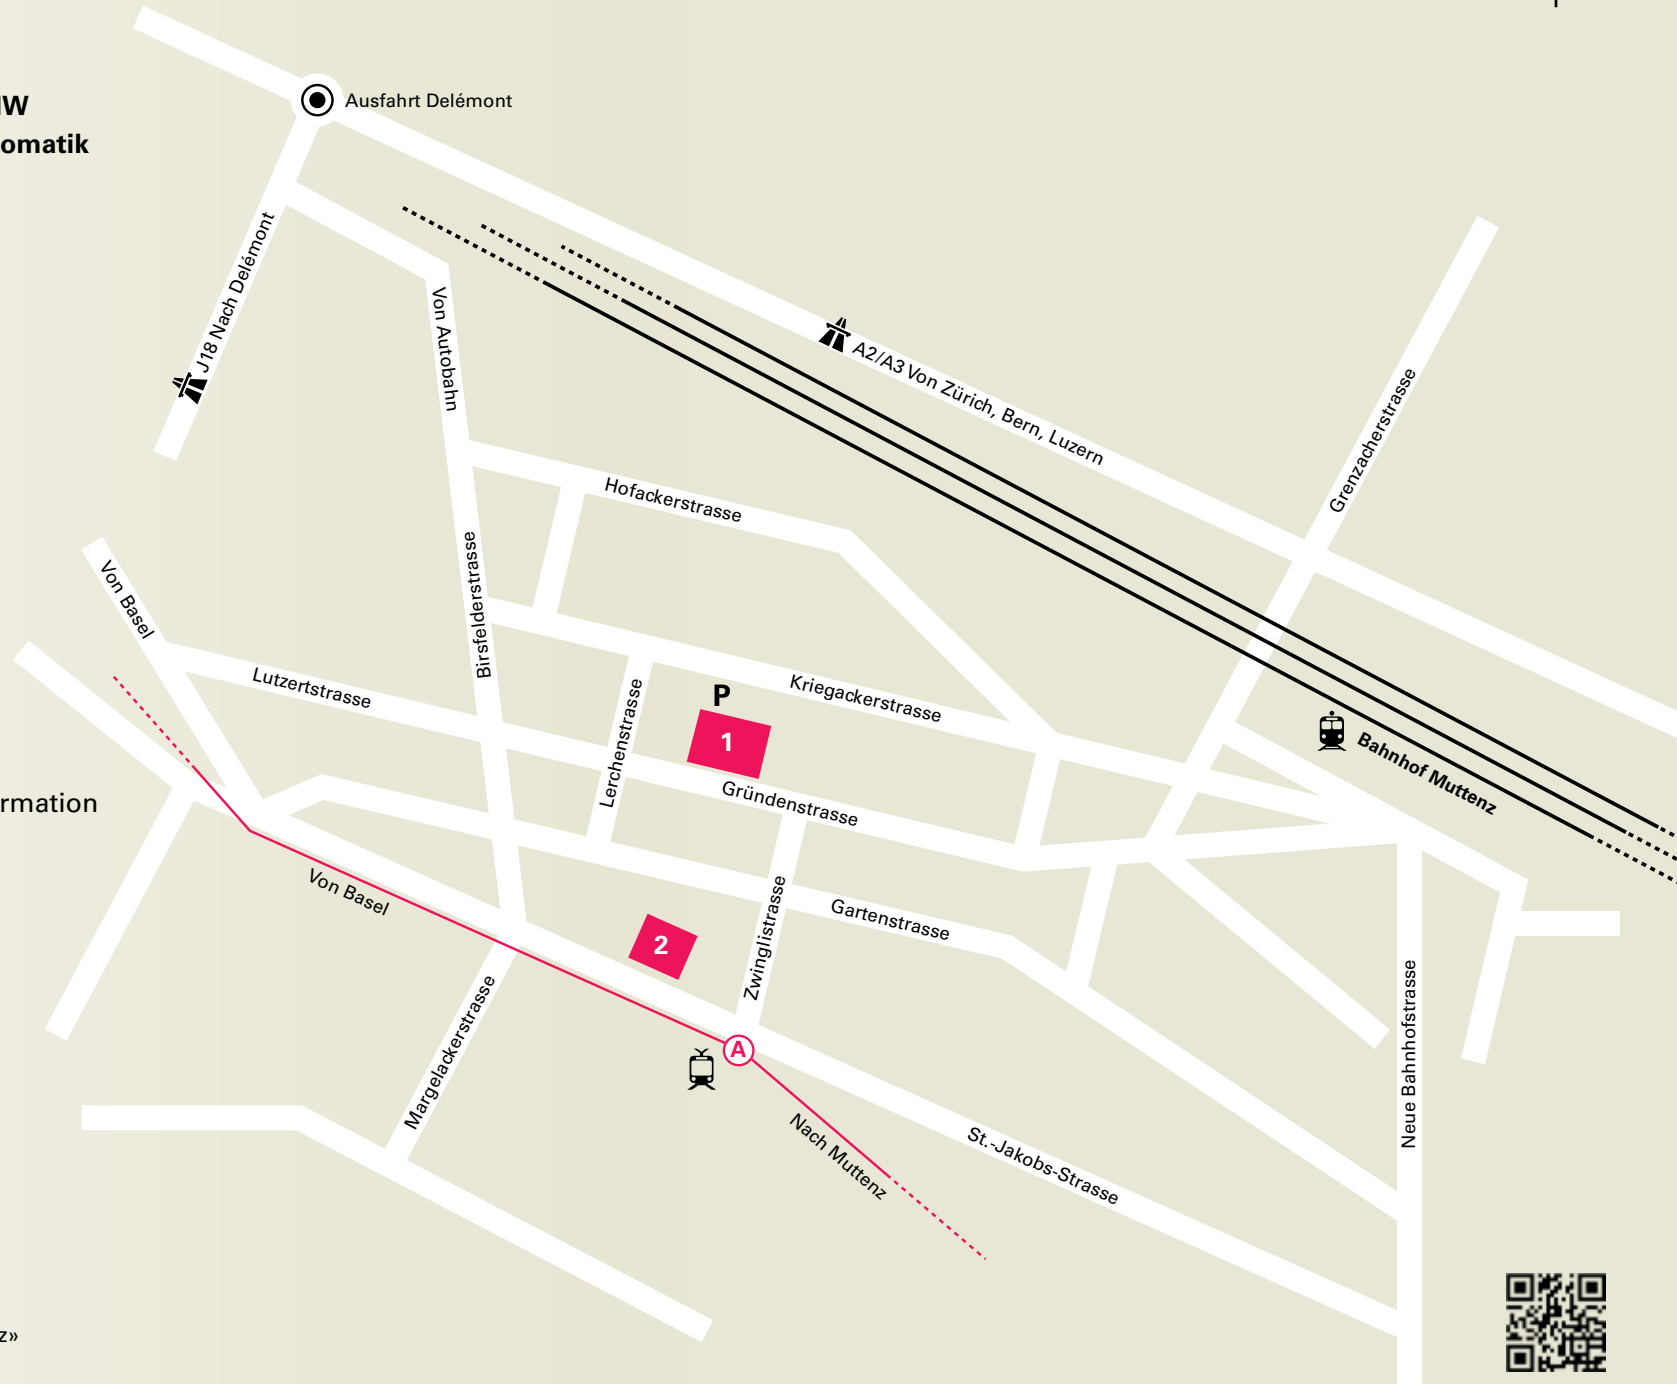 Ausfahrt Delémont
IW
omatik
J18 Nach Delémont
Von Autobahn
A2/A3 Von Zürich, Bern, Luzern
Grenzacherstrasse
Hofackerstrasse
Von Basel
Birsfelderstrasse
Lutzertstrasse
Lerchenstrasse
P
1
Kriegackerstrasse
Bahnhof Muttenz
Gründenstrasse
rmation
Von Basel
2
Zwinglistrasse
Gartenstrasse
Margelackerstrasse
A
Neue Bahnhofstrasse
Nach Muttenz
St.-Jakobs-Strasse
z»